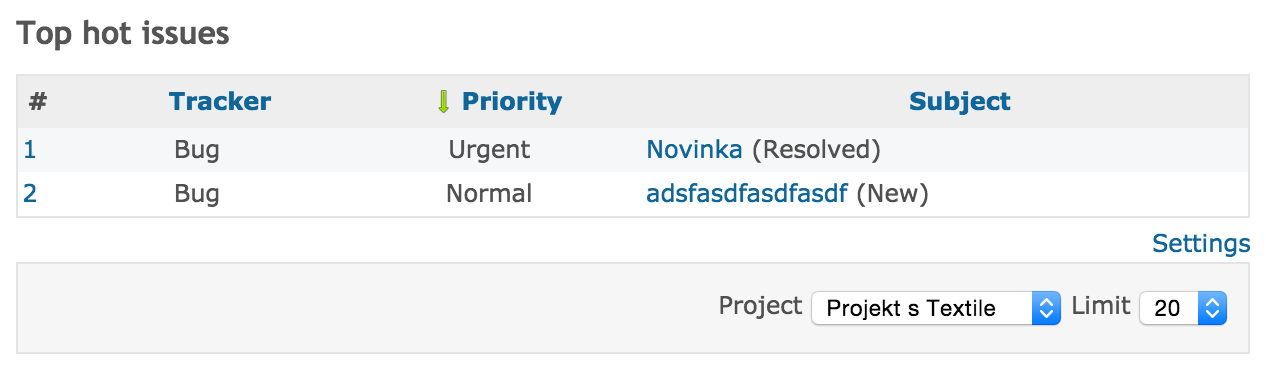 Top hot issues
# Tracker Priority Subject
1 Bug Urgent Novinka (Resolved)
2 Bug Normal adsfasdfasdfasdf (New)
Settings
Project Projekt s Textile Limit 20